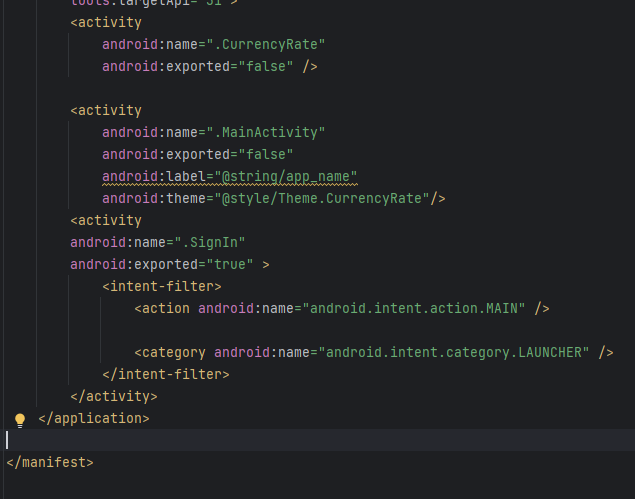 tools:targetApi="31">
<activity
android:name=".CurrencyRate"
android:exported="false" />
<activity
android:name=".MainActivity"
android:exported="false"
android:label="@string/app_name"
android:theme="@style/Theme.CurrencyRate"/>
<activity
android:name=".SignIn"
android:exported="true" >
<intent-filter>
<action android:name="android.intent.action.MAIN" />
<category android:name="android.intent.category.LAUNCHER" />
</intent-filter>
</activity>
</application>
</manifest>